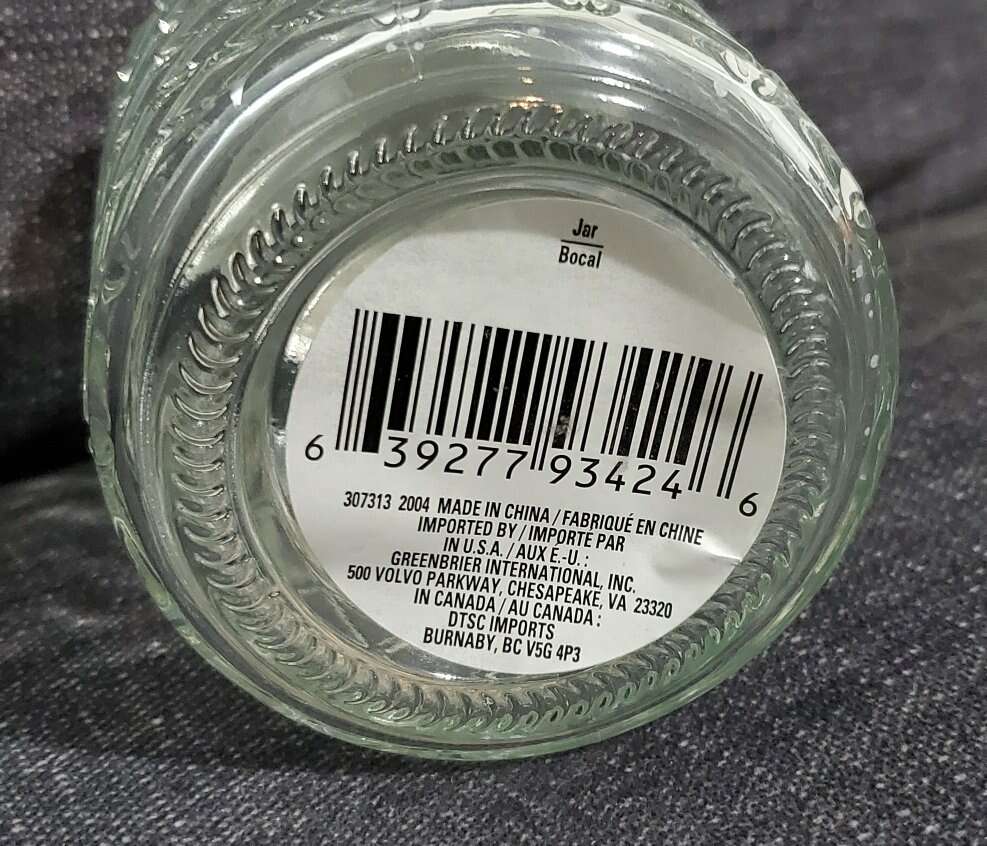 Jar
Bocal
6 39277 93424 6
307313 2004 MADE IN CHINA / FABRIQUÉ EN CHINE
IMPORTED BY / IMPORTE PAR
IN U.S.A. / AUX É.-U. :
GREENBRIER INTERNATIONAL, INC.
500 VOLVO PARKWAY, CHESAPEAKE, VA 23320
IN CANADA / AU CANADA :
DTSC IMPORTS
BURNABY, BC V5G 4P3